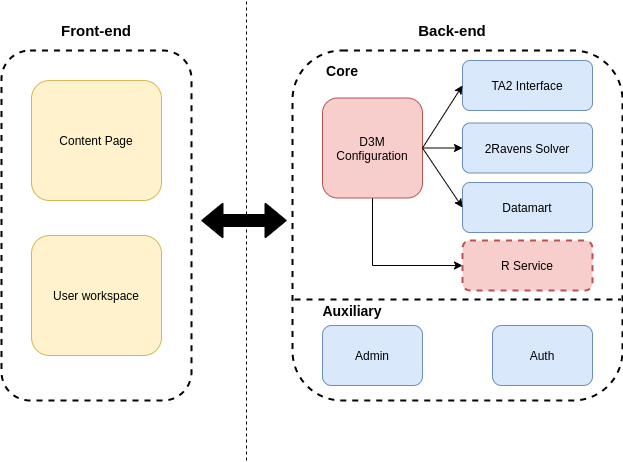 Front-end
Content Page
User workspace
Back-end
Core
D3M
Configuration
TA2 Interface
2Ravens Solver
Datamart
R Service
Auxiliary
Admin
Auth